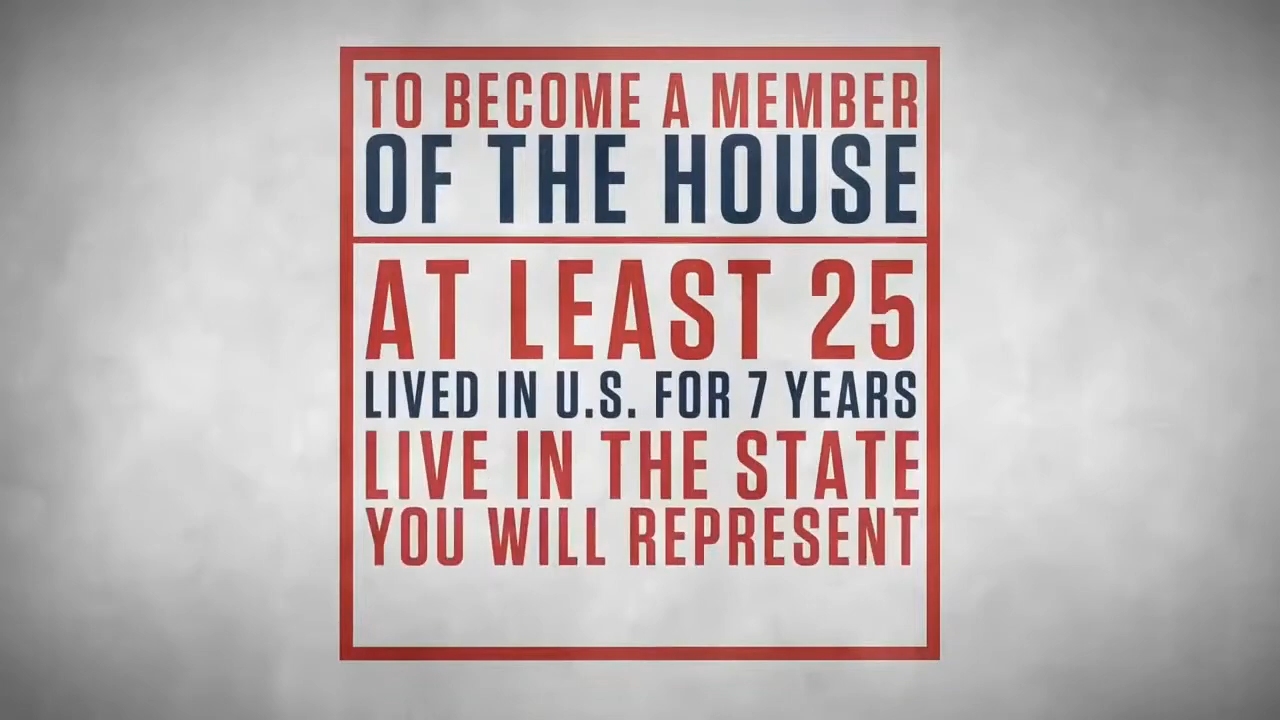 TO BECOME A MEMBER
OF THE HOUSE
AT LEAST 25
LIVED IN U.S. FOR 7 YEARS
LIVE IN THE STATE
YOU WILL REPRESENT